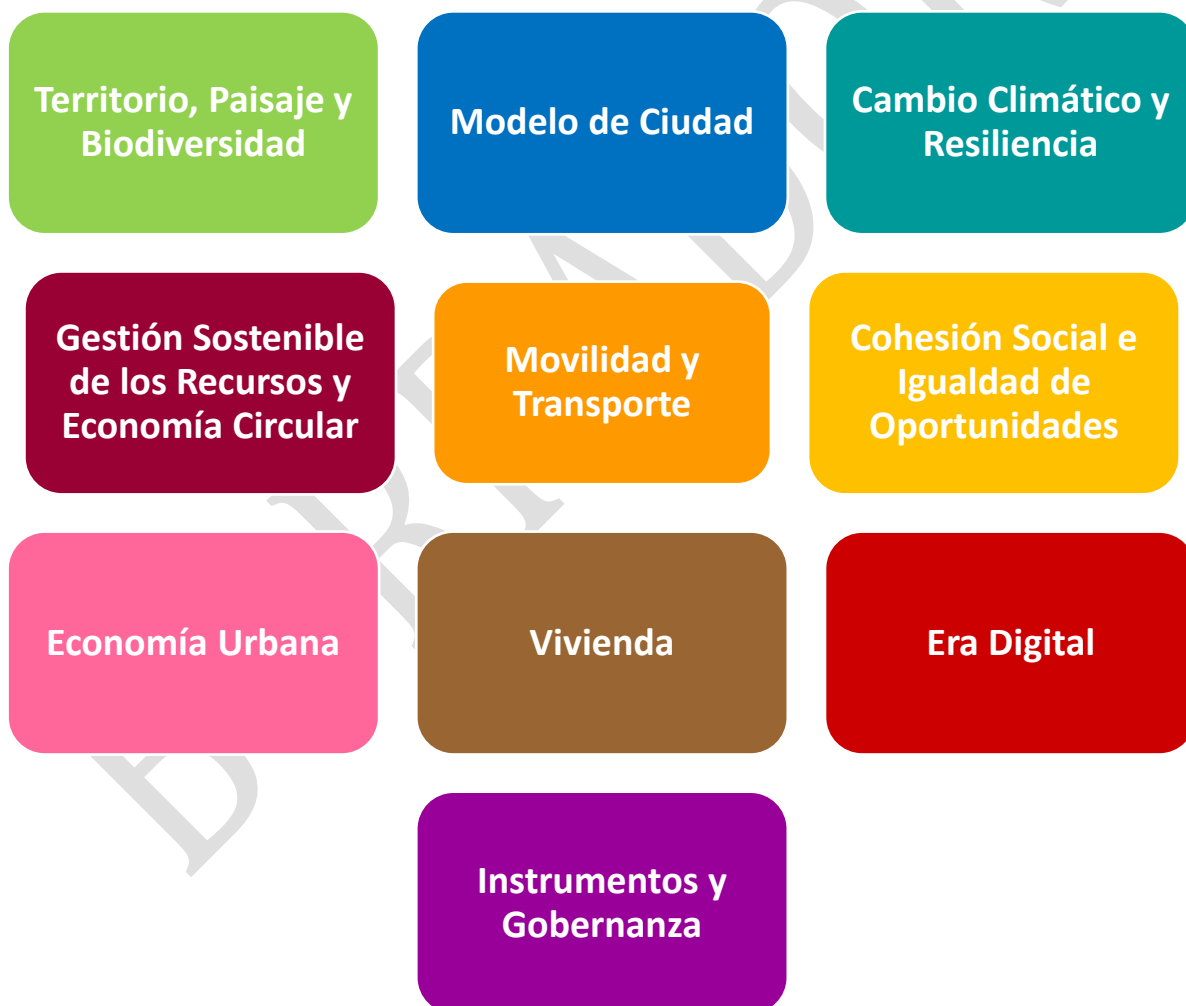 Territorio, Paisaje y
Biodiversidad
Modelo de Ciudad
Cambio Climático y
Resiliencia
Gestión Sostenible
de los Recursos y
Economía Circular
Movilidad y
Transporte
Cohesión Social e
Igualdad de
Oportunidades
Economía Urbana
Vivienda
Era Digital
Instrumentos y
Gobernanza